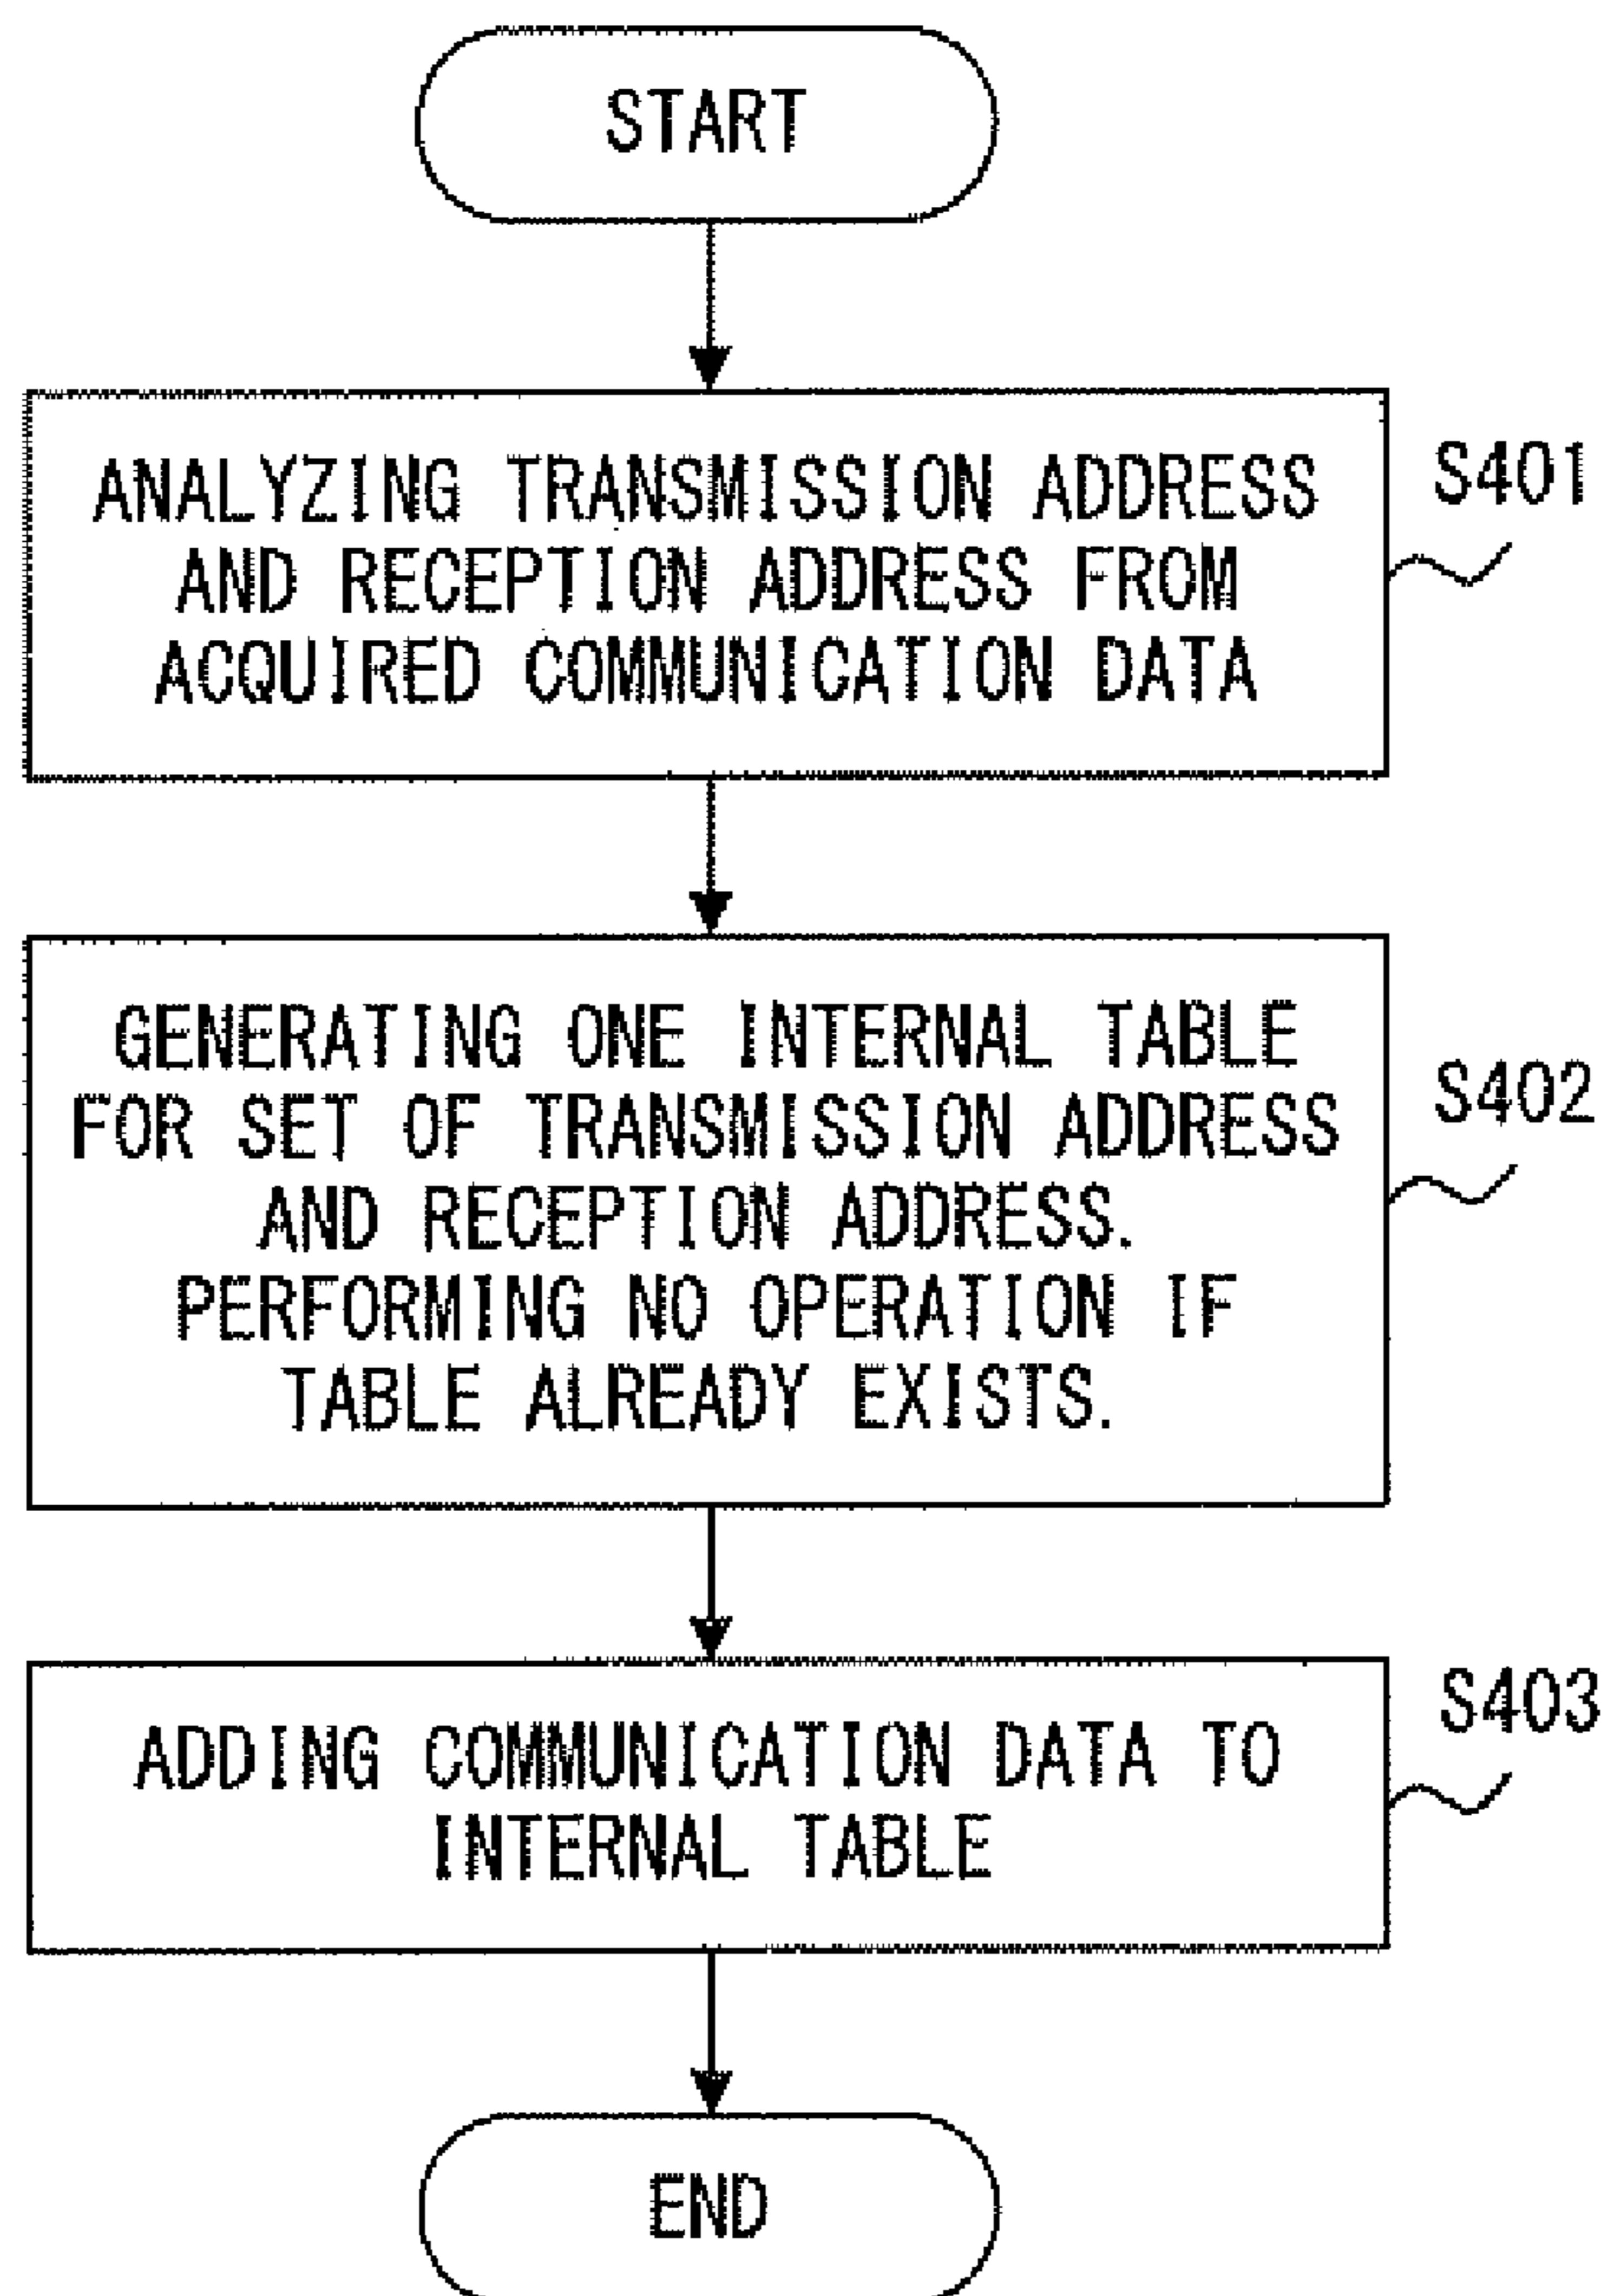 START
ANALYZING TRANSMISSION ADDRESS
AND RECEPTION ADDRESS FROM
ACQUIRED COMMUNICATION DATA
S401
GENERATING ONE INTERNAL TABLE
FOR SET OF TRANSMISSION ADDRESS
AND RECEPTION ADDRESS.
PERFORMING NO OPERATION IF
TABLE ALREADY EXISTS.
S402
ADDING COMMUNICATION DATA TO
INTERNAL TABLE
S403
END